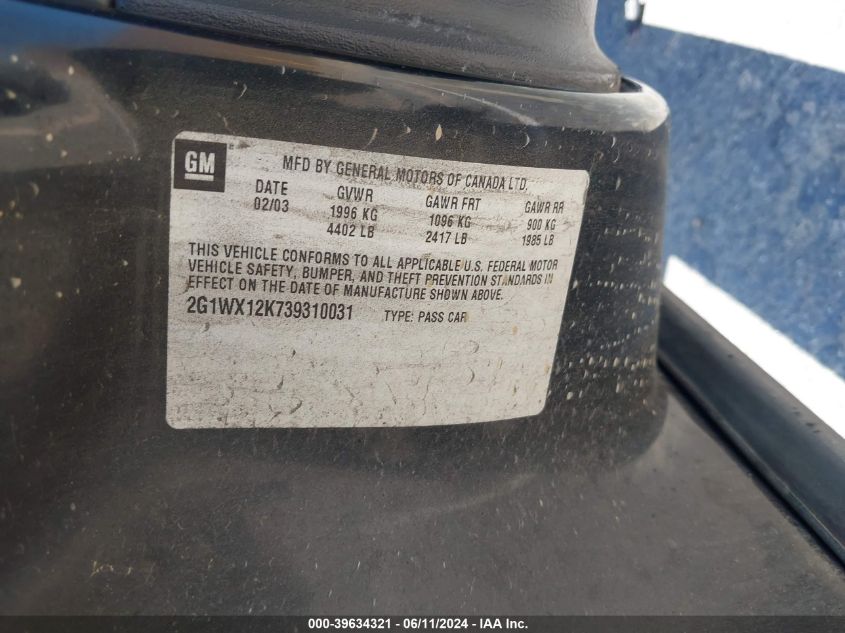 GM
MFD BY GENERAL MOTORS OF CANADA LTD.
DATE GVWR GAWR FRT GAWR RR
02/03 1996 KG 1096 KG 900 KG
4402 LB 2417 LB 1985 LB
THIS VEHICLE CONFORMS TO ALL APPLICABLE U.S. FEDERAL MOTOR
VEHICLE SAFETY, BUMPER, AND THEFT PREVENTION STANDARDS IN
EFFECT ON THE DATE OF MANUFACTURE SHOWN ABOVE.
2G1WX12K739310031 TYPE: PASS CAR
000-39634321 / 06/11/2024 - IAA Inc.